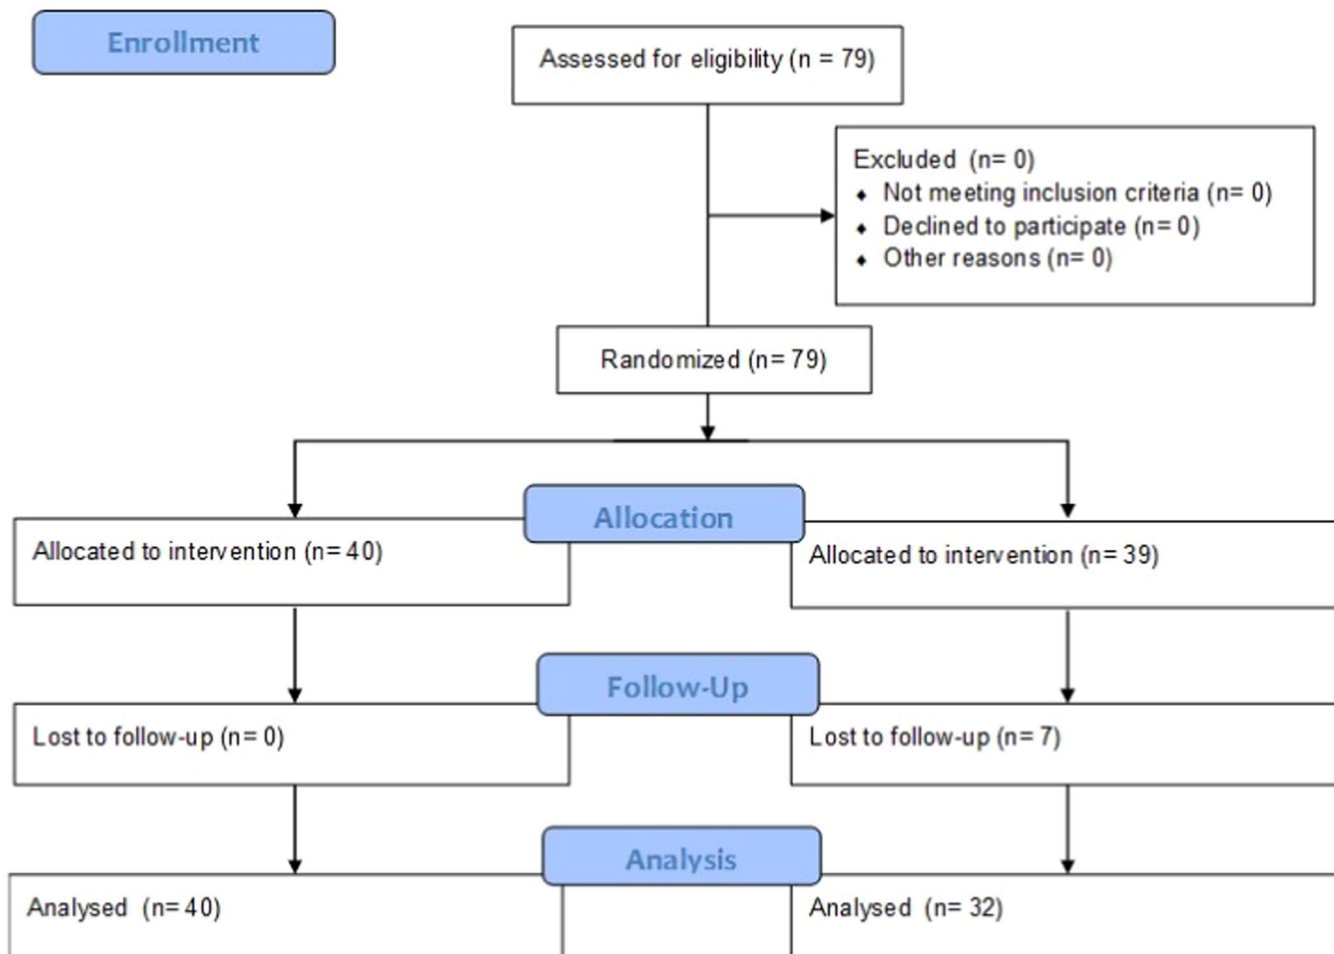 Enrollment
Assessed for eligibility (n = 79)
Excluded (n= 0)
⬥ Not meeting inclusion criteria (n= 0)
⬥ Declined to participate (n= 0)
⬥ Other reasons (n= 0)
Randomized (n= 79)
Allocation
Allocated to intervention (n= 40)
Allocated to intervention (n= 39)
Follow-Up
Lost to follow-up (n= 0)
Lost to follow-up (n= 7)
Analysis
Analysed (n= 40)
Analysed (n= 32)